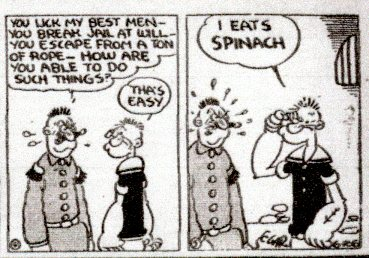 YOU LICK MY BEST MEN-
YOU BREAK JAIL AT WILL-
YOU ESCAPE FROM A TON
OF ROPE- HOW ARE
YOU ABLE TO DO
SUCH THINGS?
THA'S
EASY
I EATS
SPINACH